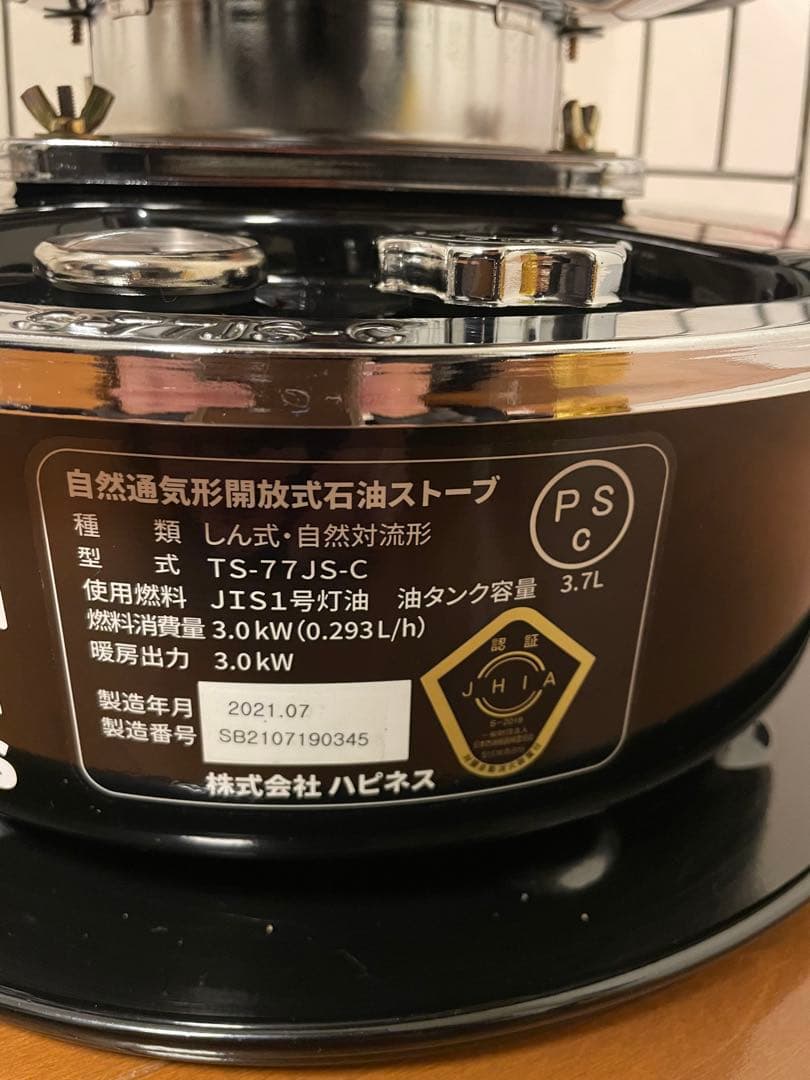 TS-77JS-C
自然通気形開放式石油ストーブ
PSC
種　類　しん式・自然対流形
型　式　TS-77JS-C
使用燃料　JIS1号灯油　油タンク容量　3.7L
燃料消費量 3.0kW(0.293L/h)
暖房出力　3.0kW
認証
JHIA
S-2018
製造年月　2021.07
製造番号　SB2107190345
株式会社 ハピネス